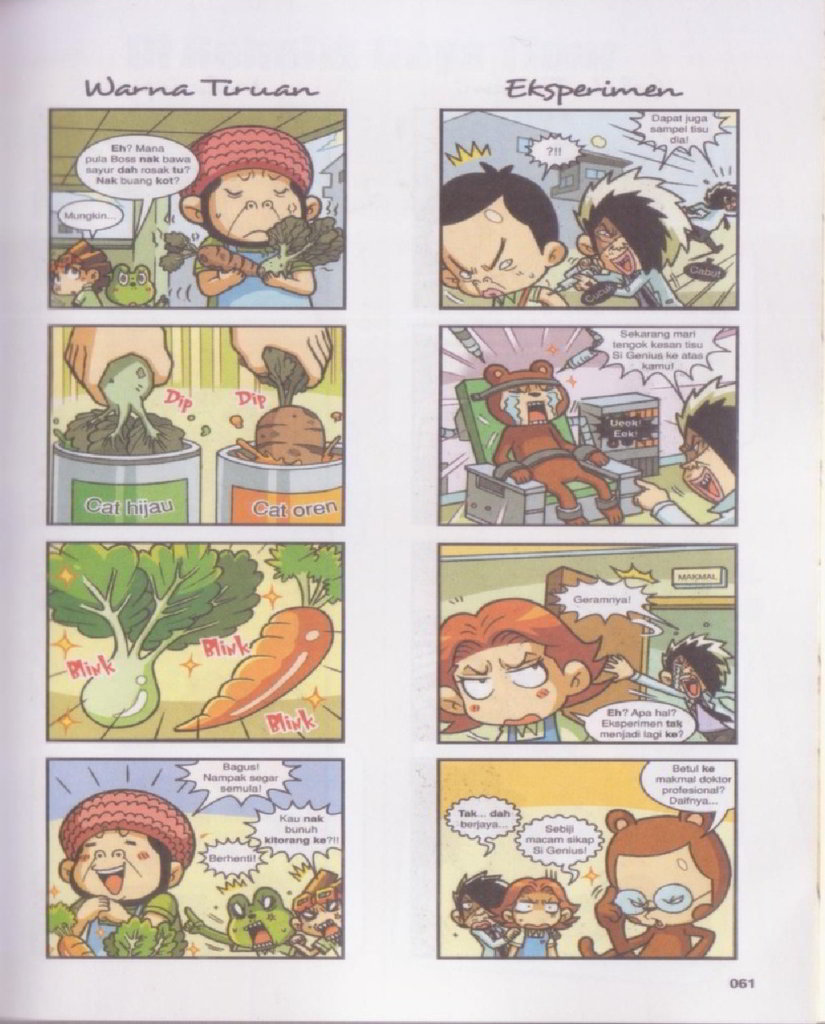 Warna Tiruan
Eh? Mana
pula Boss nak bawa
sayur dah rosak tu?
Nak buang kot?
Mungkin...
Dip
Dip
Cat hijau
Cat oren
Blink
Blink
Blink
Bagus!
Nampak segar
semula!
Kau nak
bunuh
kitorang ke?!!
Berhenti!
Eksperimen
Dapat juga
sampel tisu
dia!
?!!
Cucuk
Cabut
Sekarang mari
tengok kesan tisu
Si Genius ke atas
kamu!
Ueok!
Eek!
MAKMAL
Geramnya!
Eh? Apa hal?
Eksperimen tak
menjadi lagi ke?
Betul ke
makmal doktor
profesional?
Daifnya...
Tak... dah
berjaya...
Sebiji
macam sikap
Si Genius!
061